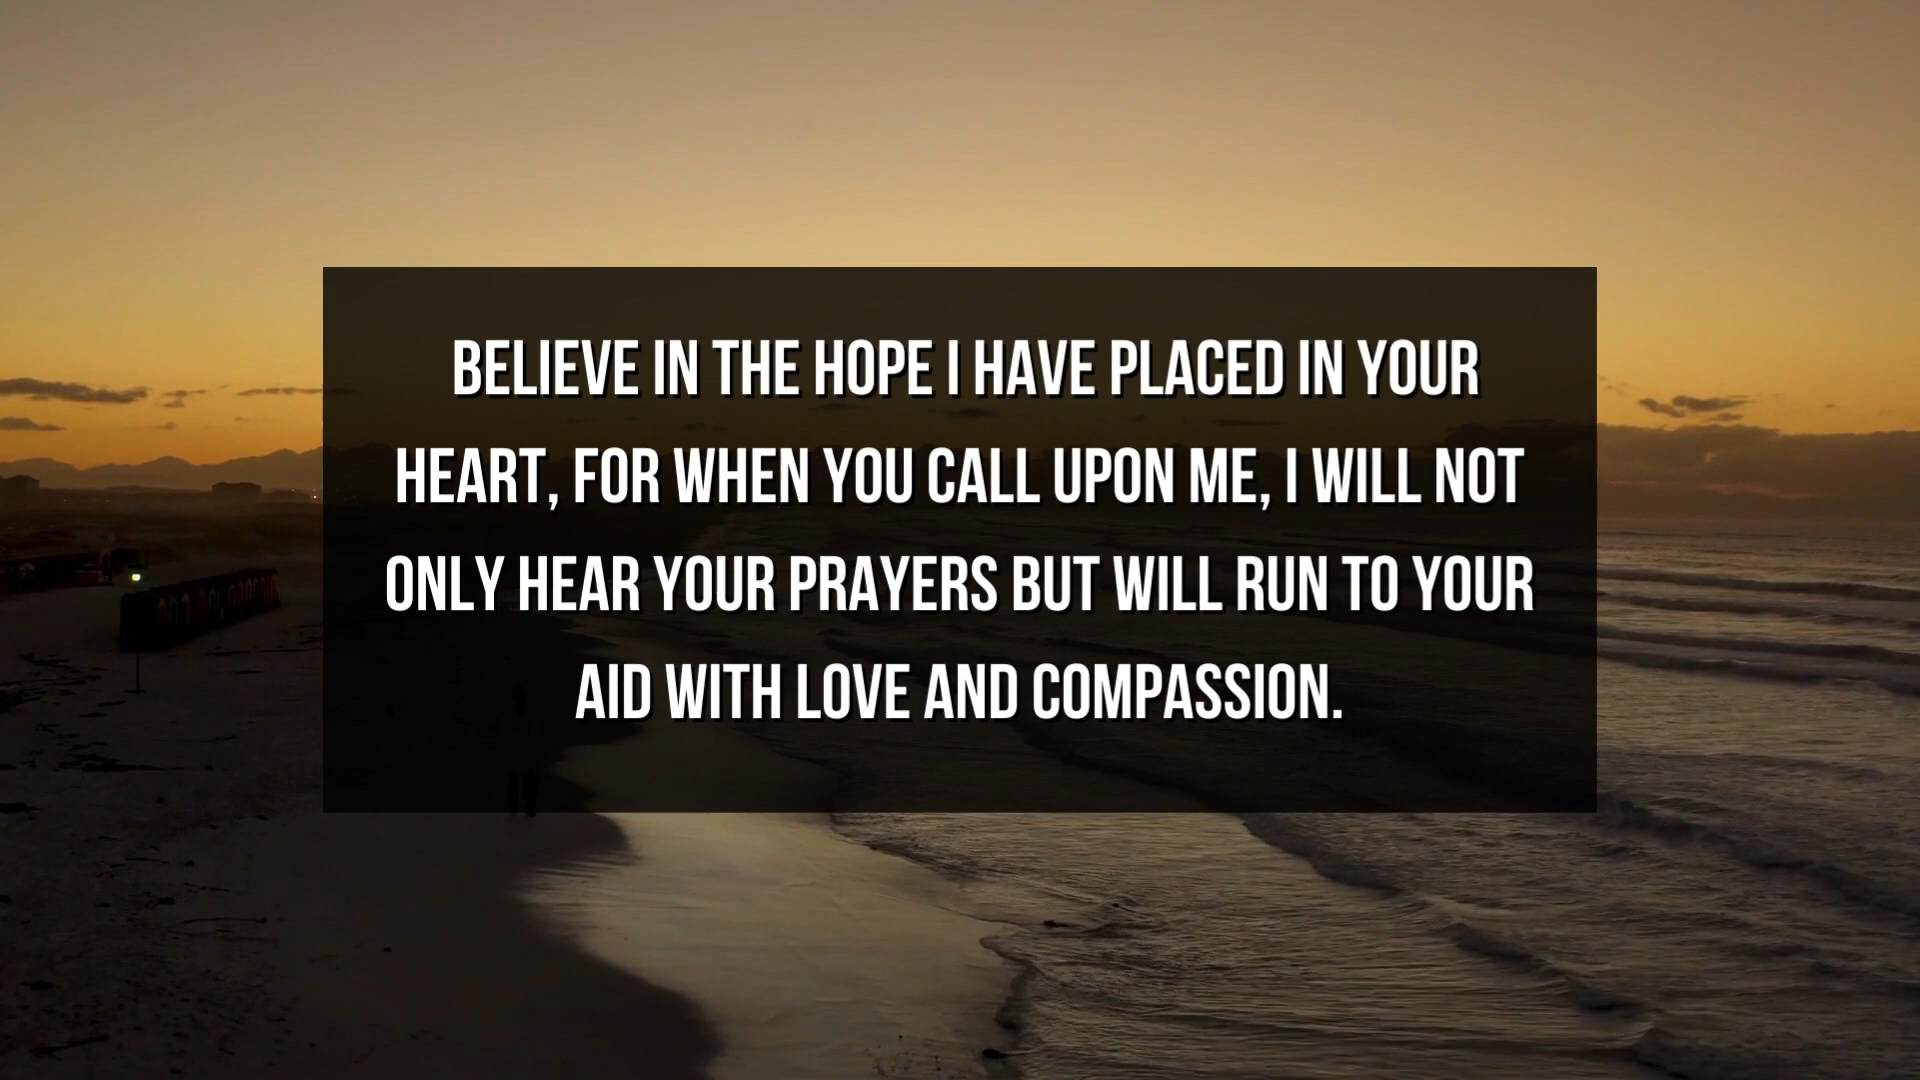 BELIEVE IN THE HOPE I HAVE PLACED IN YOUR
HEART, FOR WHEN YOU CALL UPON ME, I WILL NOT
ONLY HEAR YOUR PRAYERS BUT WILL RUN TO YOUR
AID WITH LOVE AND COMPASSION.